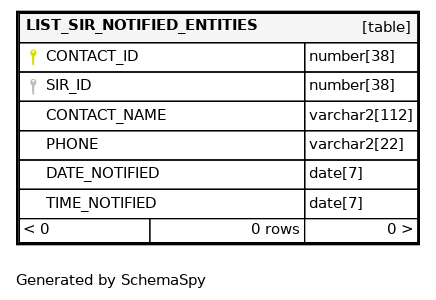 LIST_SIR_NOTIFIED_ENTITIES [table]
CONTACT_ID number[38]
SIR_ID number[38]
CONTACT_NAME varchar2[112]
PHONE varchar2[22]
DATE_NOTIFIED date[7]
TIME_NOTIFIED date[7]
< 0 0 rows 0 >
Generated by SchemaSpy